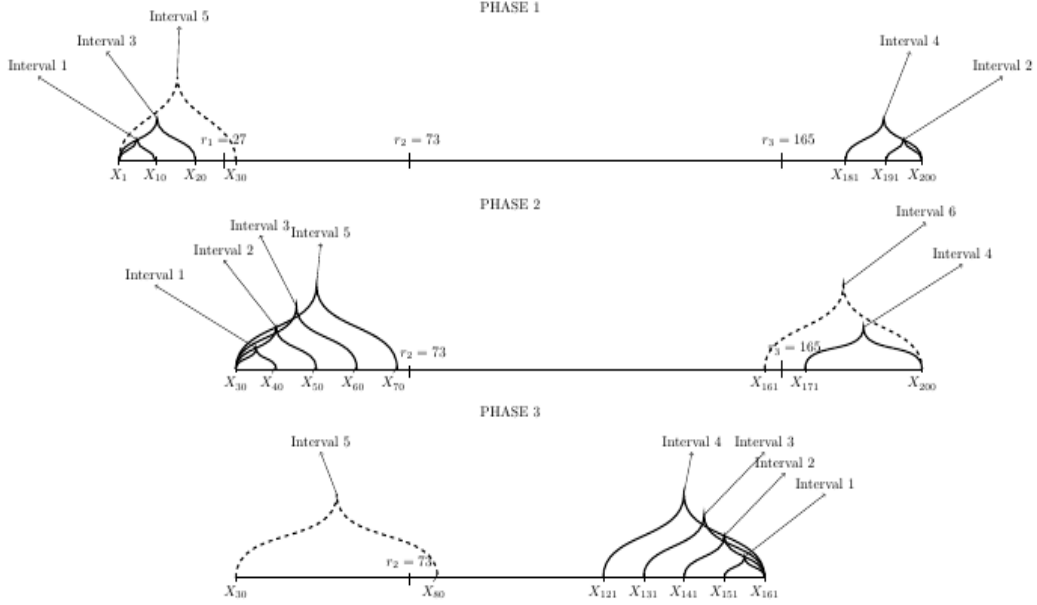 PHASE 1
Interval 5
Interval 3
Interval 4
Interval 1
Interval 2
r₁ = 27
r₂ = 73
r₃ = 165
X₁ X₁₀ X₂₀ X₃₀ X₁₈₁ X₁₉₁ X₂₀₀
PHASE 2
Interval 6
Interval 3
Interval 5
Interval 2
Interval 4
Interval 1
r₂ = 73
r₃ = 165
X₃₀ X₄₀ X₅₀ X₆₀ X₇₀ X₁₆₁ X₁₇₁ X₂₀₀
PHASE 3
Interval 5
Interval 4
Interval 3
Interval 2
Interval 1
r₂ = 73
X₃₀ X₈₀ X₁₂₁ X₁₃₁ X₁₄₁ X₁₅₁ X₁₆₁